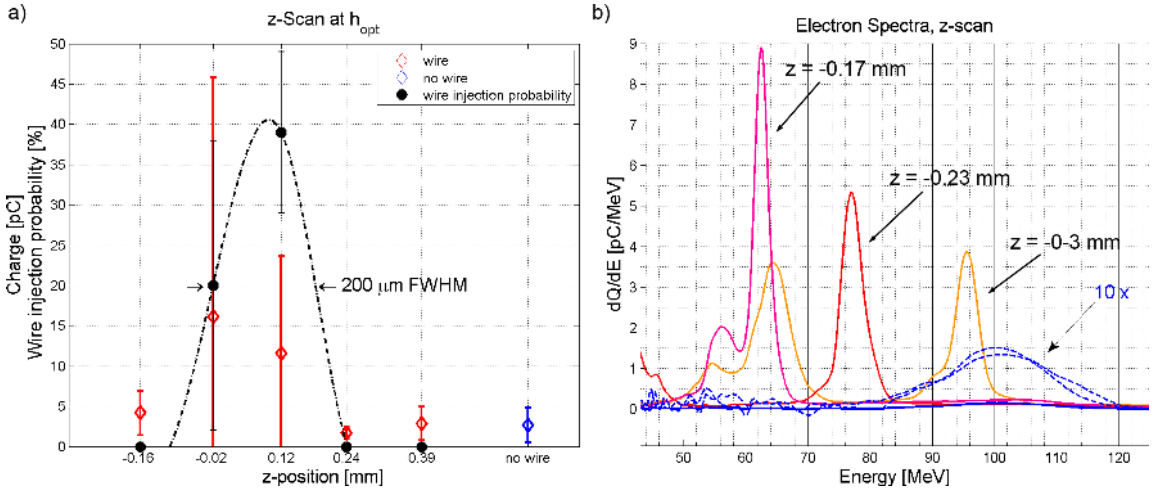 a)
z-Scan at h_opt
50
45
40
35
30
25
20
15
10
5
0
Charge [pC]
Wire injection probability [%]
wire
no wire
wire injection probability
200 μm FWHM
-0.16
-0.02
0.12
0.24
0.39
no wire
z-position [mm]
b)
Electron Spectra, z-scan
9
8
7
6
5
4
3
2
1
0
dQ/dE [pC/MeV]
z = -0.17 mm
z = -0.23 mm
z = -0-3 mm
10 x
50
60
70
80
90
100
110
120
Energy [MeV]